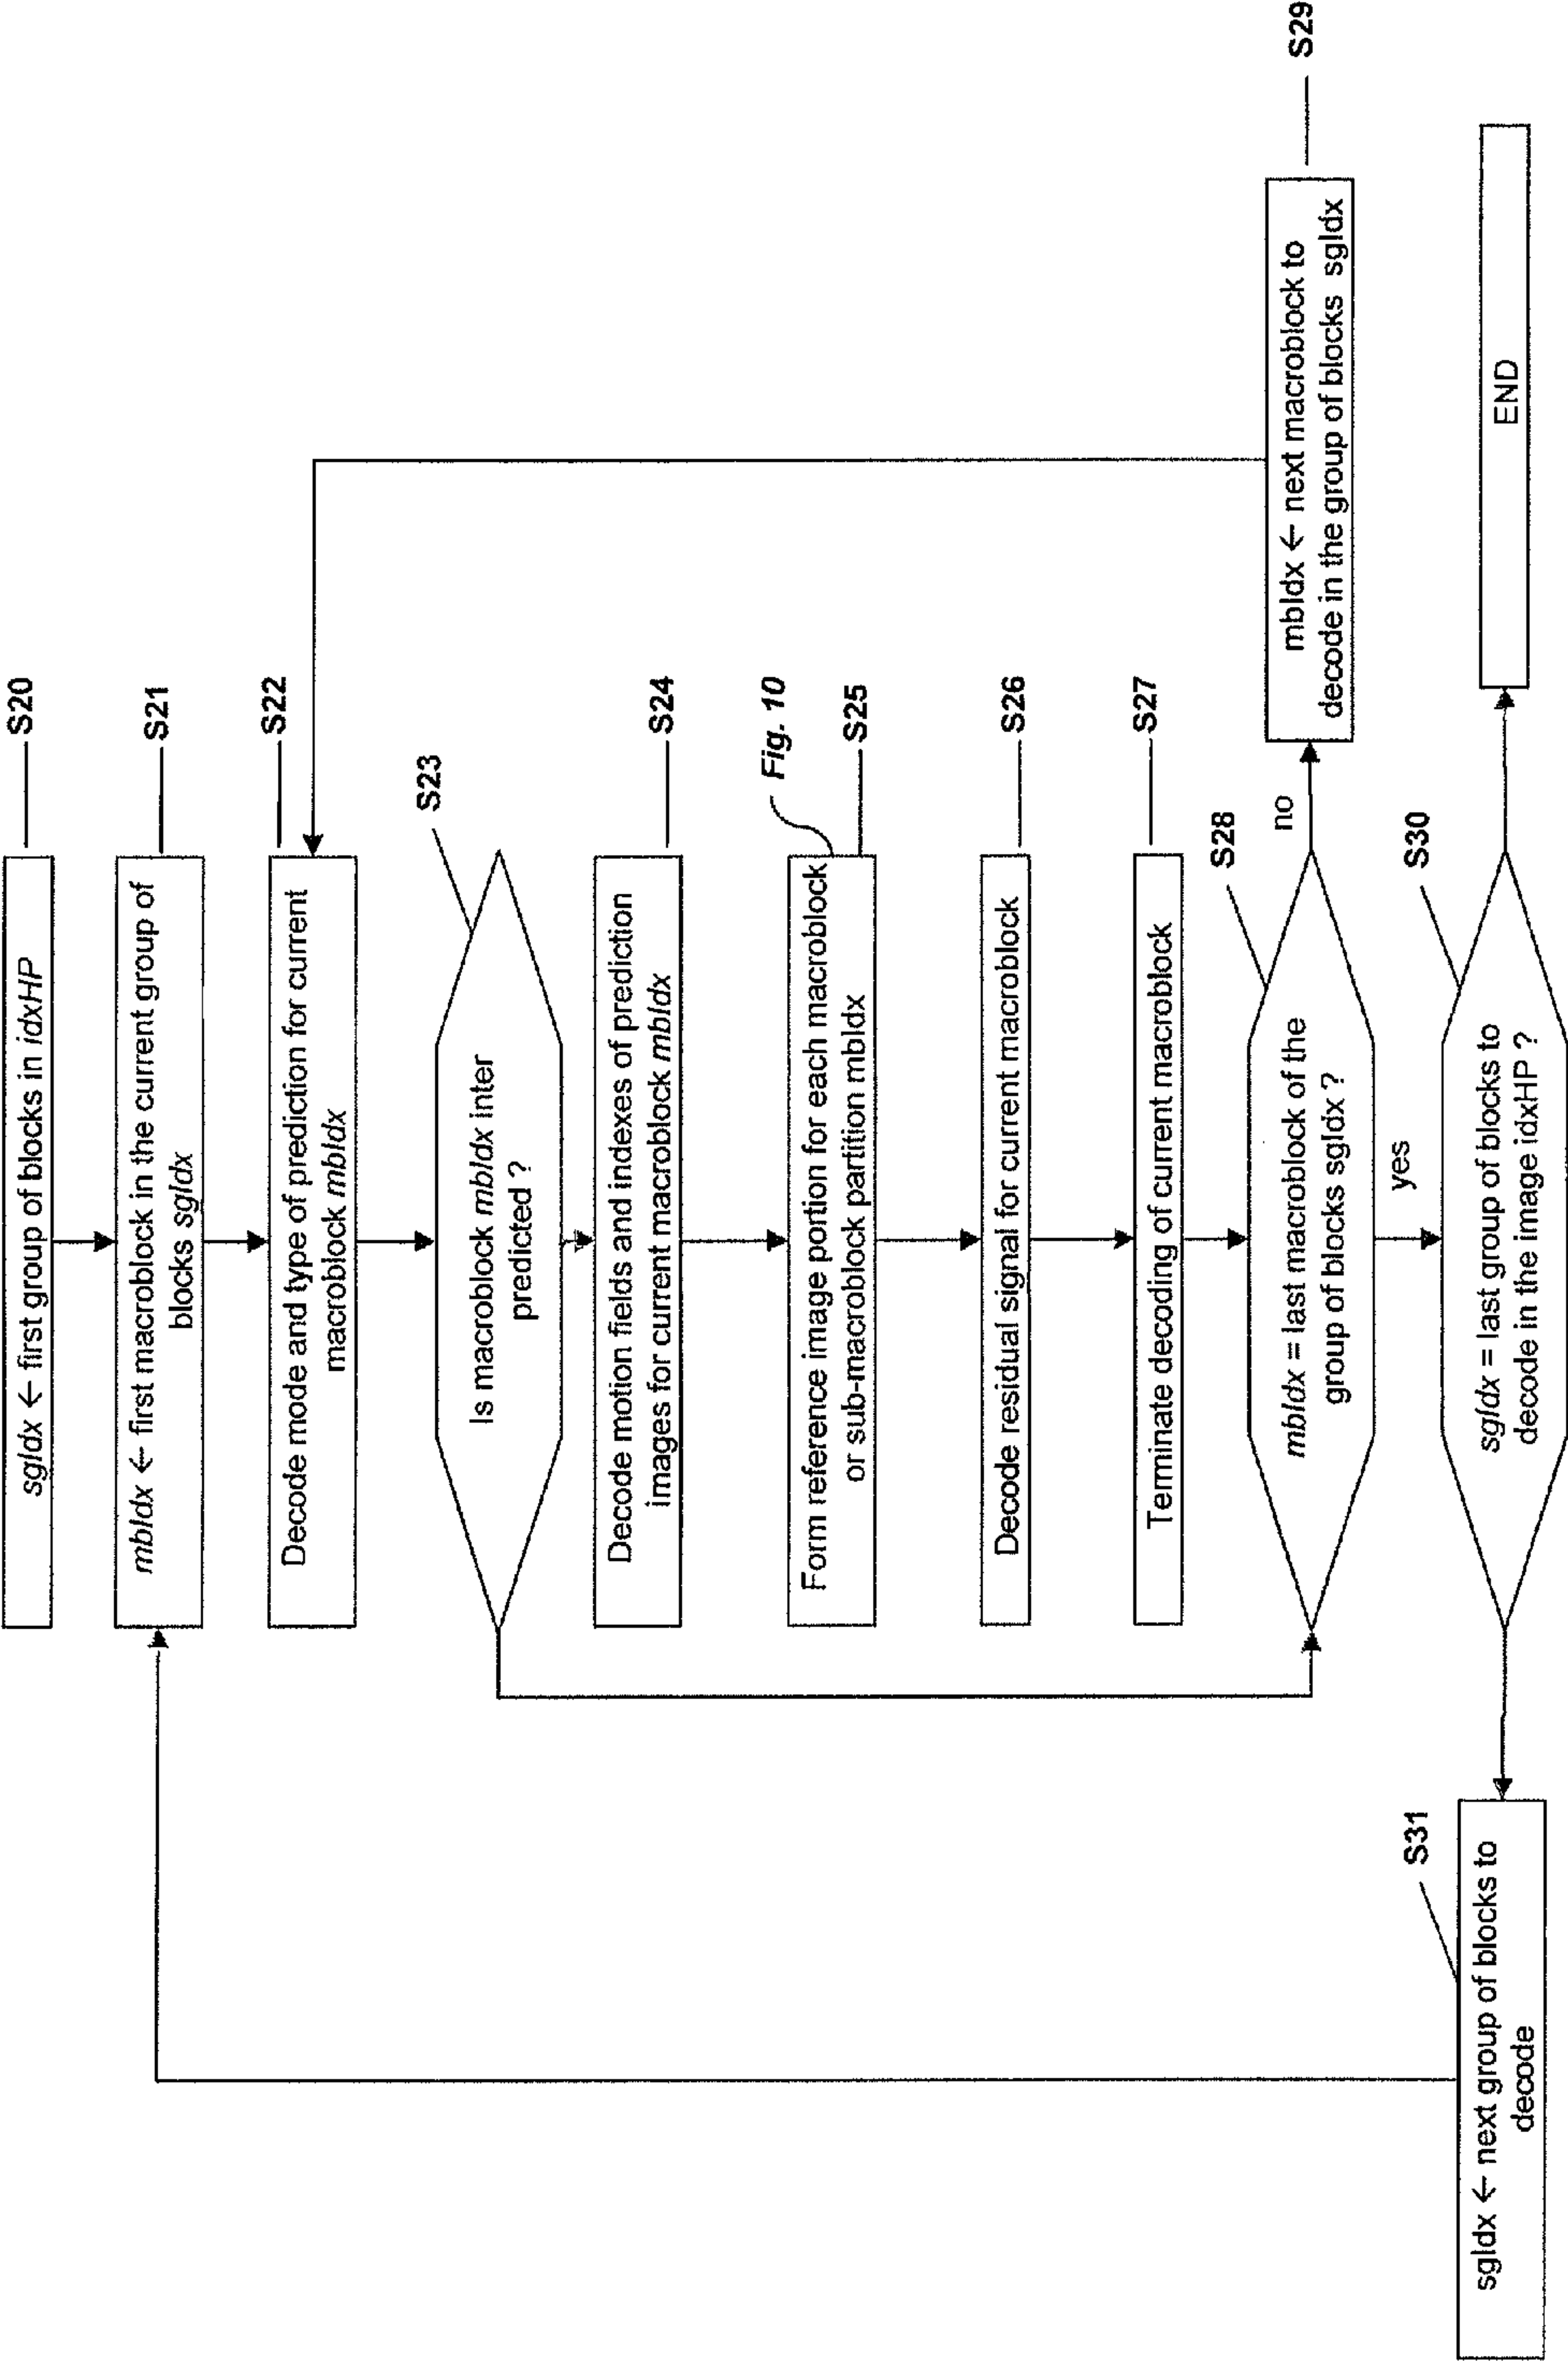 sgIdx ← first group of blocks in idxHP
S20
mbIdx ← first macroblock in the current group of
blocks sgIdx
S21
Decode mode and type of prediction for current
macroblock mbIdx
S22
Is macroblock mbIdx inter
predicted ?
S23
Decode motion fields and indexes of prediction
images for current macroblock mbIdx
S24
Form reference image portion for each macroblock
or sub-macroblock partition mbIdx
Fig. 10
S25
Decode residual signal for current macroblock
S26
Terminate decoding of current macroblock
S27
mbIdx = last macroblock of the
group of blocks sgIdx ?
S28
no
mbIdx ← next macroblock to
decode in the group of blocks sgIdx
S29
yes
sgIdx = last group of blocks to
decode in the image idxHP ?
S30
END
sgIdx ← next group of blocks to
decode
S31